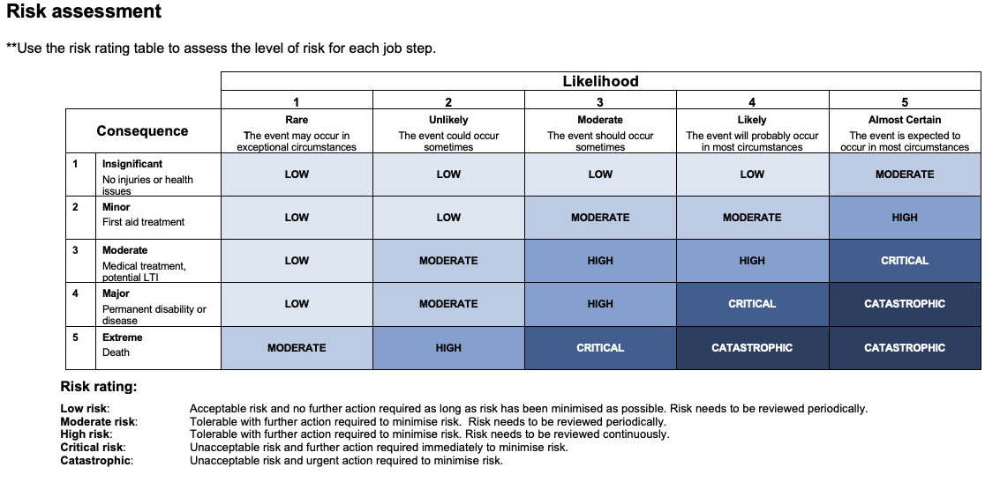 Risk assessment
**Use the risk rating table to assess the level of risk for each job step.
Likelihood
1 2 3 4 5
Consequence
Rare
The event may occur in
exceptional circumstances
Unlikely
The event could occur
sometimes
Moderate
The event should occur
sometimes
Likely
The event will probably occur
in most circumstances
Almost Certain
The event is expected to
occur in most circumstances
1 Insignificant
No injuries or health
issues
LOW LOW LOW LOW MODERATE
2 Minor
First aid treatment
LOW LOW MODERATE MODERATE HIGH
3 Moderate
Medical treatment,
potential LTI
LOW MODERATE HIGH HIGH CRITICAL
4 Major
Permanent disability or
disease
LOW MODERATE HIGH CRITICAL CATASTROPHIC
5 Extreme
Death
MODERATE HIGH CRITICAL CATASTROPHIC CATASTROPHIC
Risk rating:
Low risk: Acceptable risk and no further action required as long as risk has been minimised as possible. Risk needs to be reviewed periodically.
Moderate risk: Tolerable with further action required to minimise risk.  Risk needs to be reviewed periodically.
High risk: Tolerable with further action required to minimise risk. Risk needs to be reviewed continuously.
Critical risk: Unacceptable risk and further action required immediately to minimise risk.
Catastrophic: Unacceptable risk and urgent action required to minimise risk.